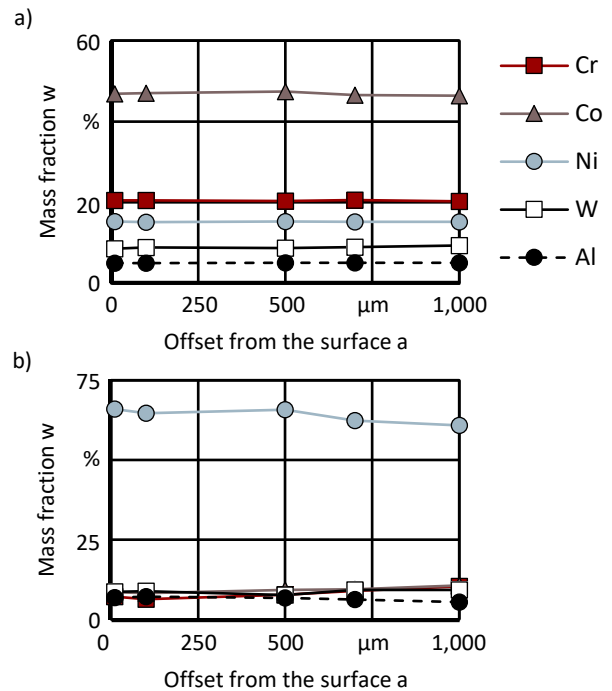 a)
60
%
20
0
Mass fraction w
0 250 500 µm 1,000
Offset from the surface a
Cr
Co
Ni
W
Al
b)
75
%
25
0
Mass fraction w
0 250 500 µm 1,000
Offset from the surface a